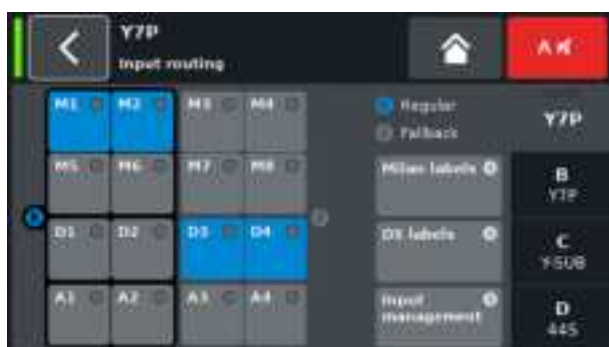 Y7P
Input routing
A
M1 M2 M3 M4
Regular
Fallback
Y7P
M5 M6 M7 M8
Milan labels
B
Y7P
D1 D2 D3 D4
DS labels
C
Y-SUB
A1 A2 A3 A4
Input
management
D
44S